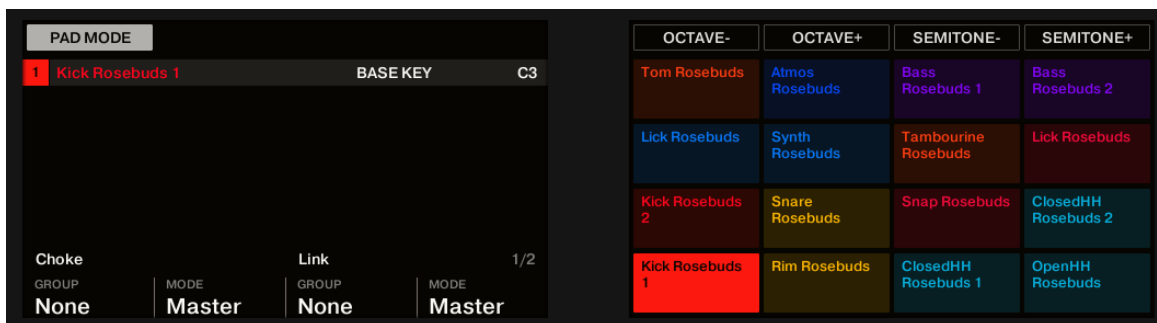 PAD MODE
1 Kick Rosebuds 1 BASE KEY C3
Choke Link 1/2
GROUP MODE GROUP MODE
None Master None Master
OCTAVE- OCTAVE+ SEMITONE- SEMITONE+
Tom Rosebuds
Atmos
Rosebuds
Bass
Rosebuds 1
Bass
Rosebuds 2
Lick Rosebuds
Synth
Rosebuds
Tambourine
Rosebuds
Lick Rosebuds
Kick Rosebuds
2
Snare
Rosebuds
Snap Rosebuds
ClosedHH
Rosebuds 2
Kick Rosebuds
1
Rim Rosebuds
ClosedHH
Rosebuds 1
OpenHH
Rosebuds